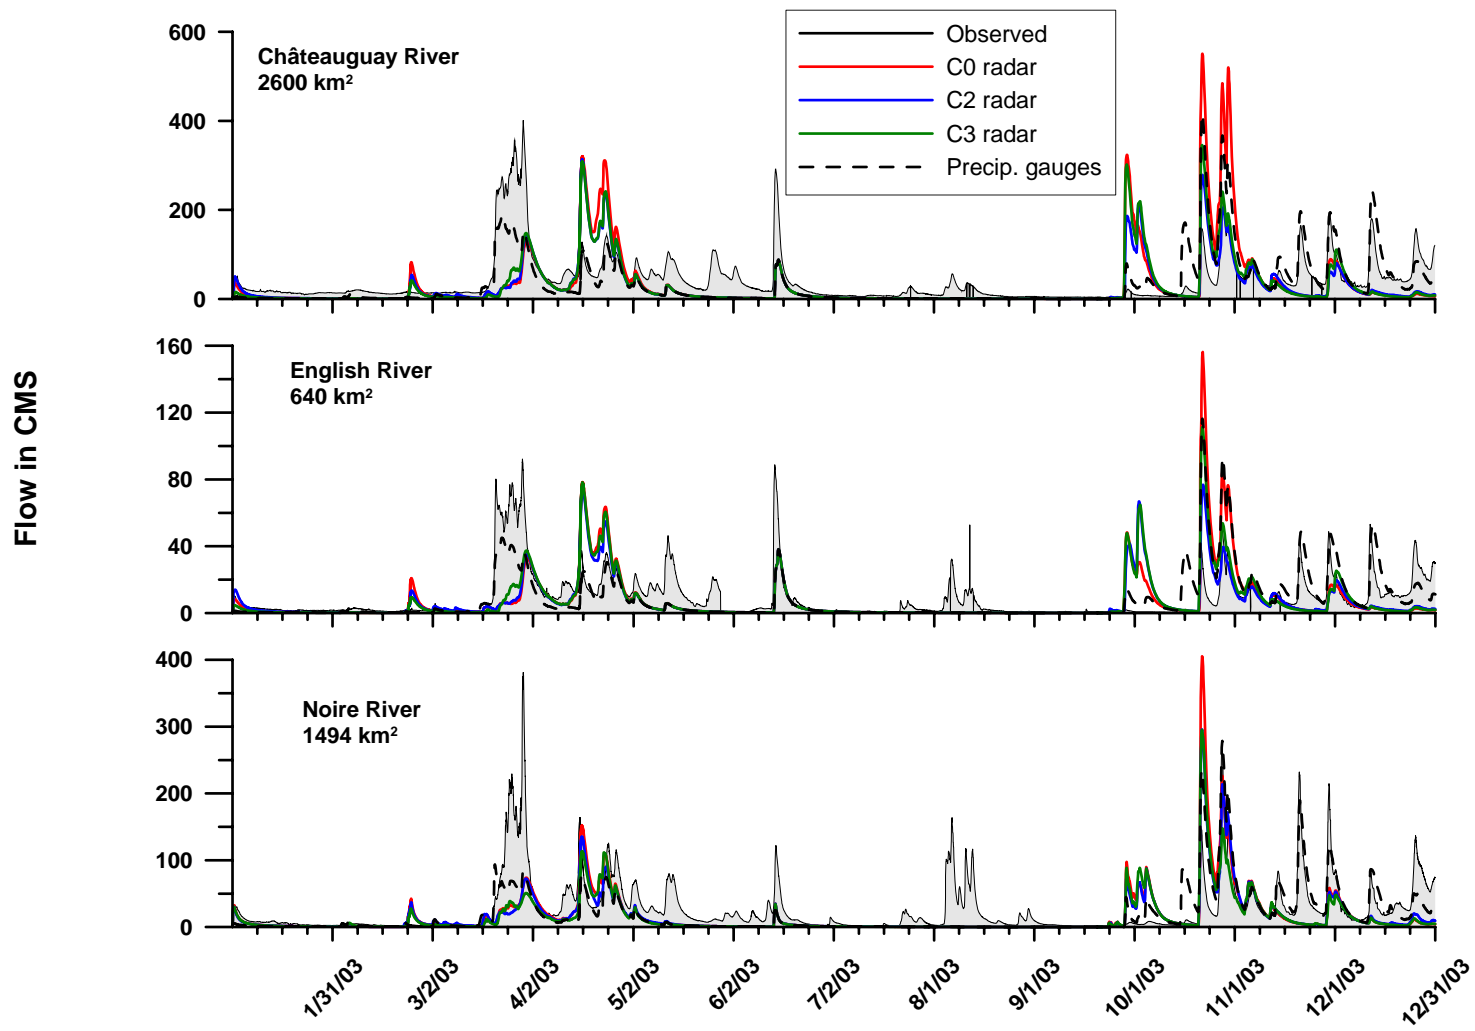 Observed
C0 radar
C2 radar
C3 radar
Precip. gauges
Châteauguay River
2600 km²
600
400
200
0
English River
640 km²
160
120
80
40
0
Flow in CMS
Noire River
1494 km²
400
300
200
100
0
1/31/03
3/2/03
4/2/03
5/2/03
6/2/03
7/2/03
8/1/03
9/1/03
10/1/03
11/1/03
12/1/03
12/31/03